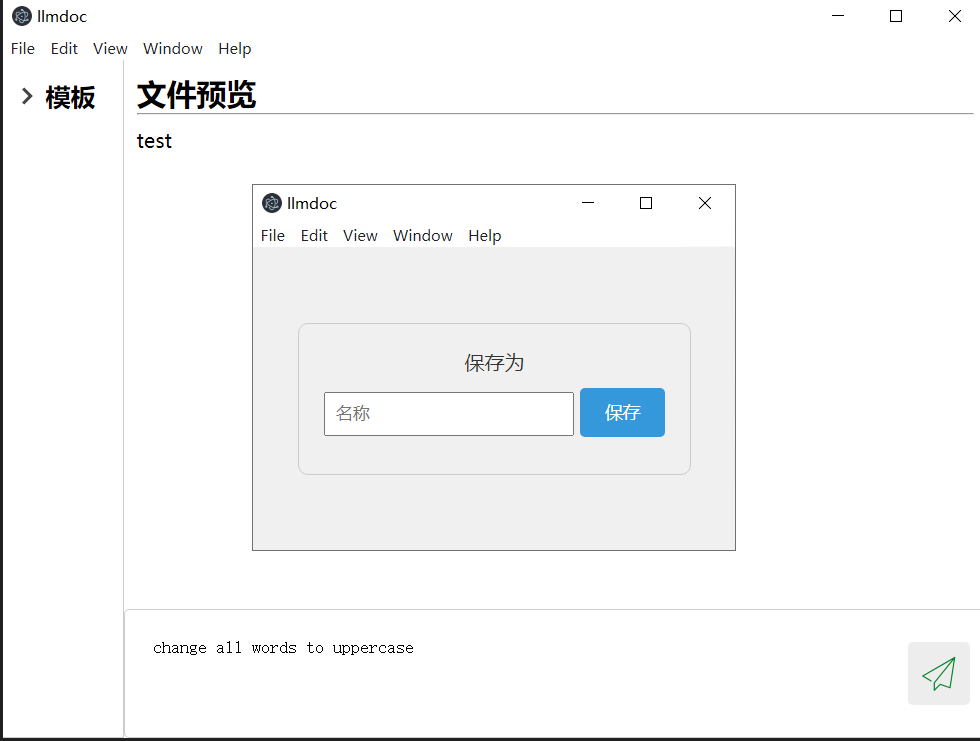 llmdoc
File Edit View Window Help
模板
文件预览
test
llmdoc
File Edit View Window Help
保存为
名称 保存
change all words to uppercase